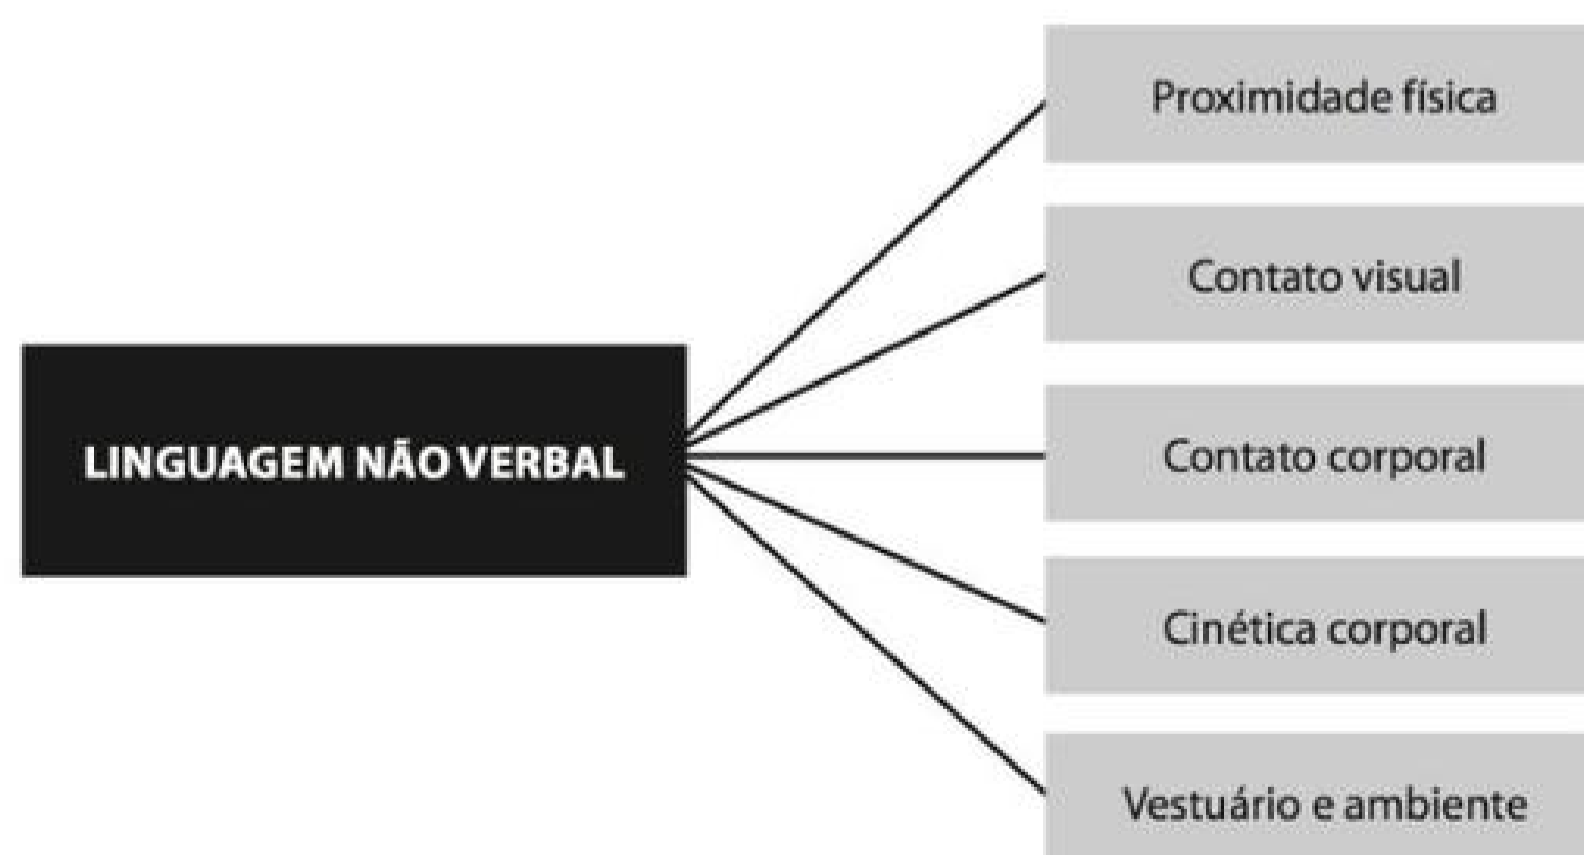 Proximidade física
Contato visual
LINGUAGEM NÃO VERBAL
Contato corporal
Cinética corporal
Vestuário e ambiente